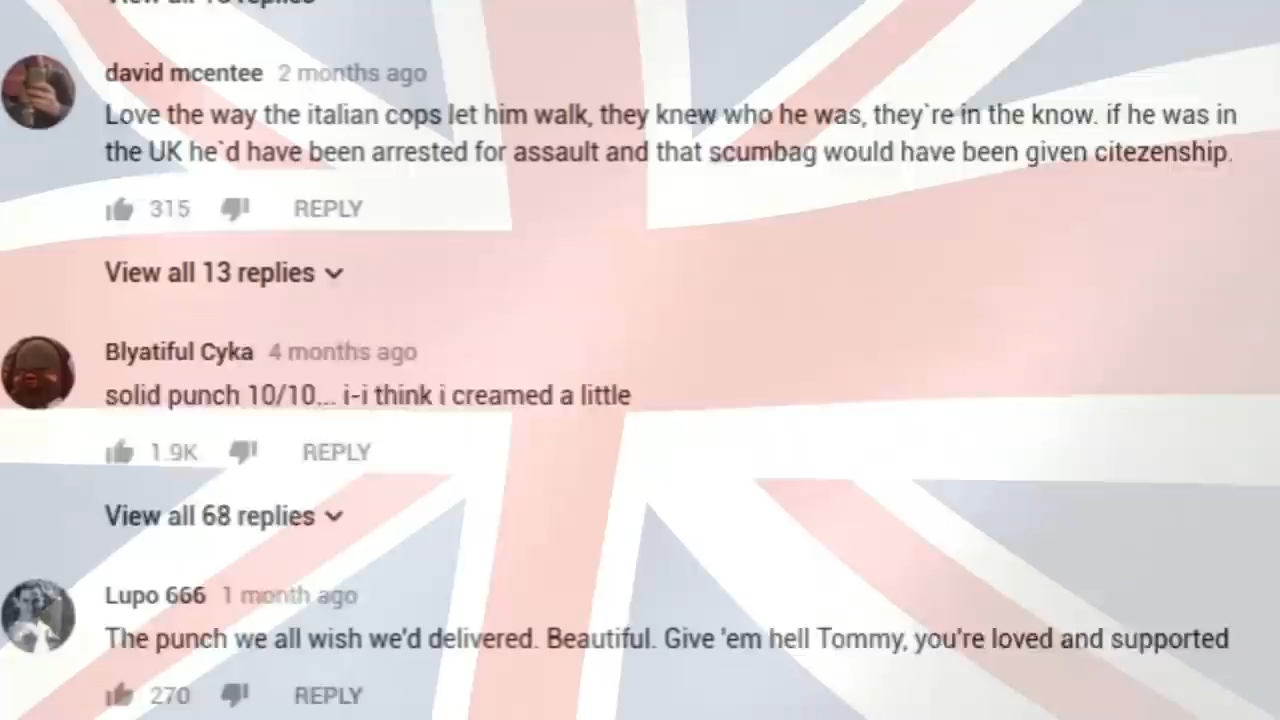 View all 13 replies
david mcentee 2 months ago
Love the way the italian cops let him walk, they knew who he was, they`re in the know. if he was in
the UK he`d have been arrested for assault and that scumbag would have been given citezenship.
315 REPLY
View all 13 replies
Blyatiful Cyka 4 months ago
solid punch 10/10... i-i think i creamed a little
1.9K REPLY
View all 68 replies
Lupo 666 1 month ago
The punch we all wish we'd delivered. Beautiful. Give 'em hell Tommy, you're loved and supported
270 REPLY